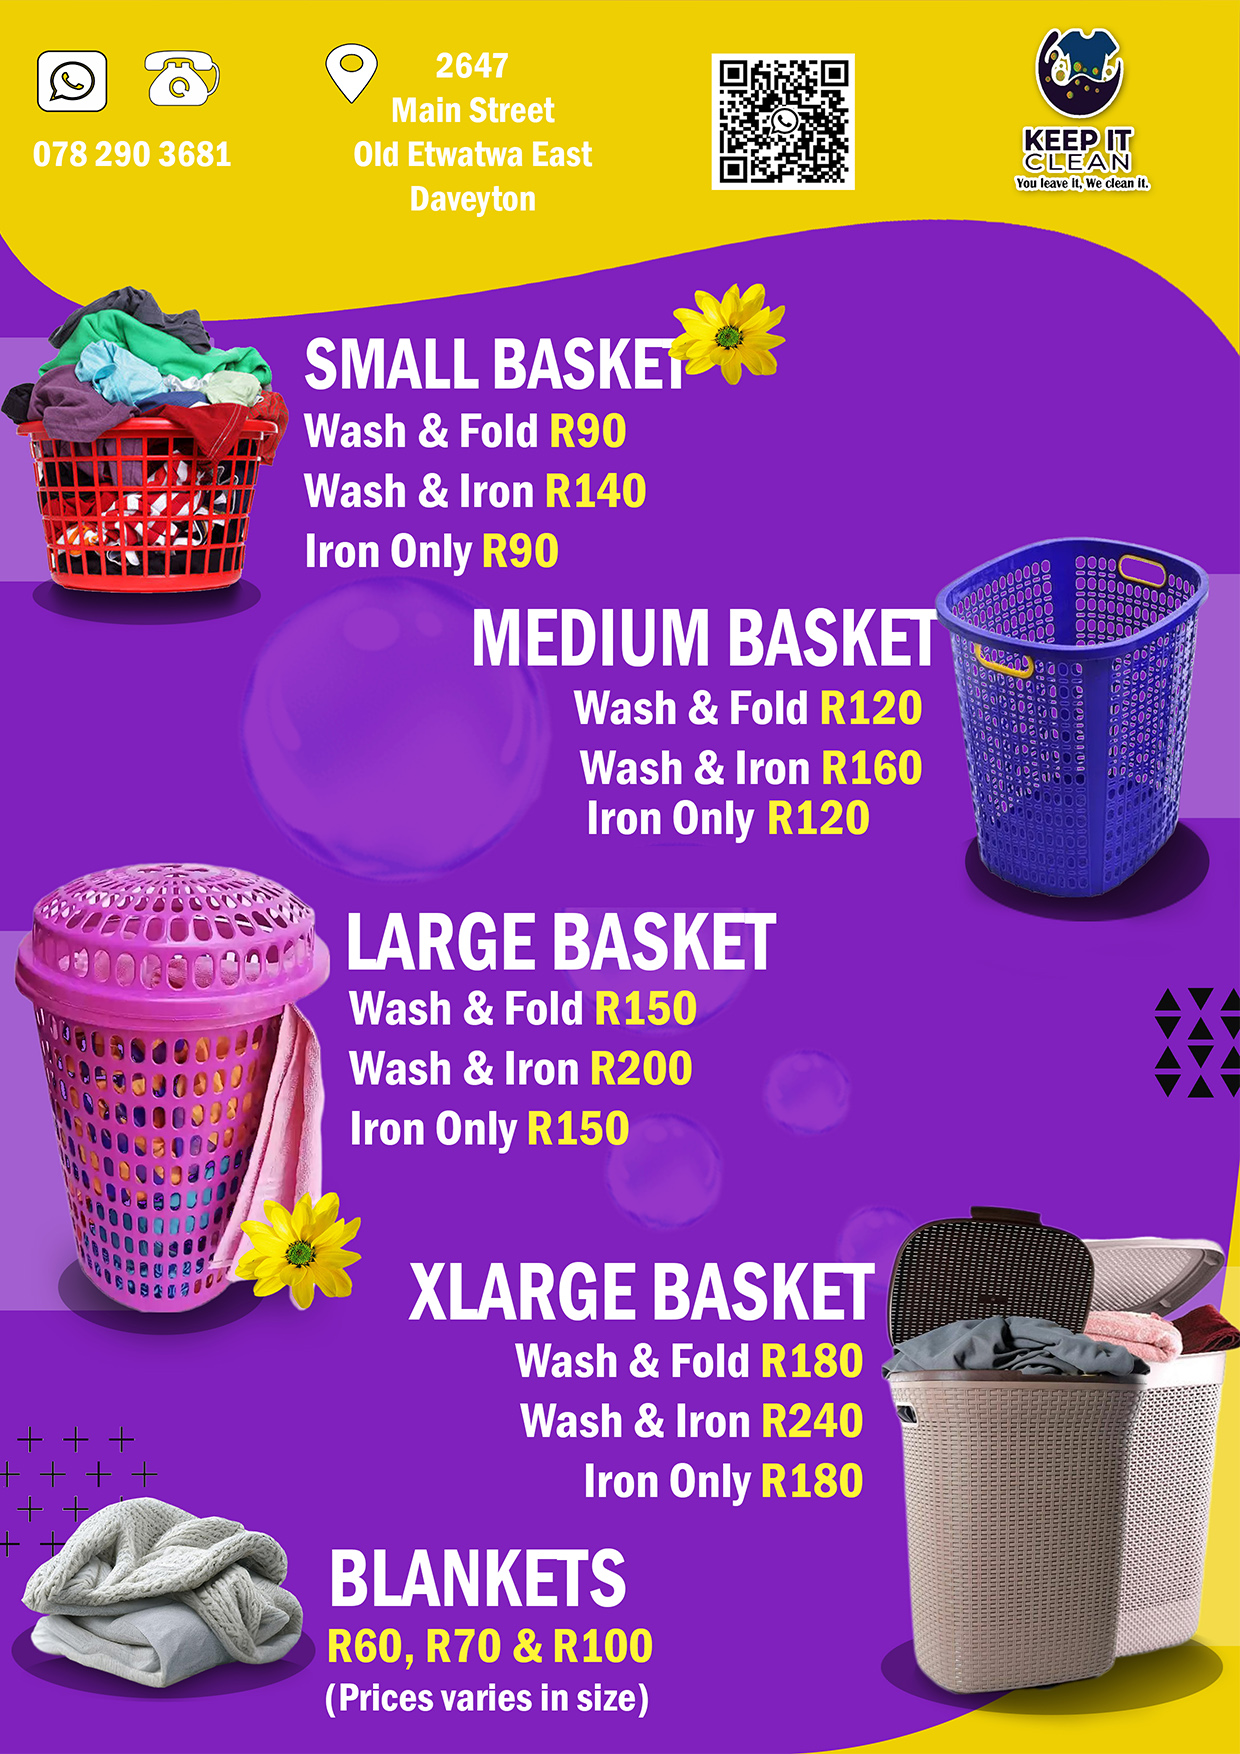 078 290 3681
2647
Main Street
Old Etwatwa East
Daveyton
KEEP IT
CLEAN
You leave it, We clean it.
SMALL BASKET
Wash & Fold R90
Wash & Iron R140
Iron Only R90
MEDIUM BASKET
Wash & Fold R120
Wash & Iron R160
Iron Only R120
LARGE BASKET
Wash & Fold R150
Wash & Iron R200
Iron Only R150
XLARGE BASKET
Wash & Fold R180
Wash & Iron R240
Iron Only R180
BLANKETS
R60, R70 & R100
(Prices varies in size)